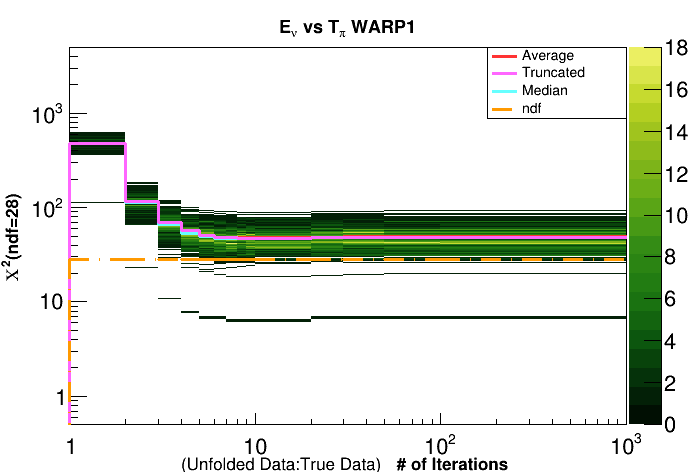 E_ν vs T_π WARP1
Average
Truncated
Median
ndf
χ²(ndf=28)
10³
10²
10
1
1
10
10²
10³
(Unfolded Data:True Data) # of Iterations
18
16
14
12
10
8
6
4
2
0